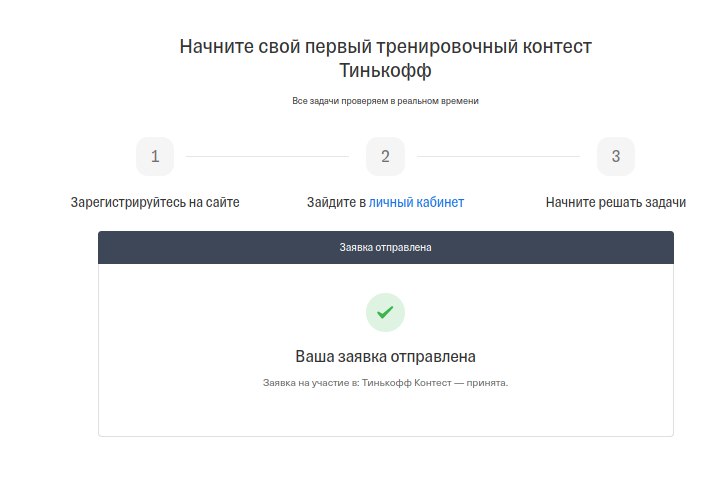 Начните свой первый тренировочный контест
Тинькофф
Все задачи проверяем в реальном времени
1
2
3
Зарегистрируйтесь на сайте
Зайдите в личный кабинет
Начните решать задачи
Заявка отправлена
Ваша заявка отправлена
Заявка на участие в: Тинькофф Контест — принята.